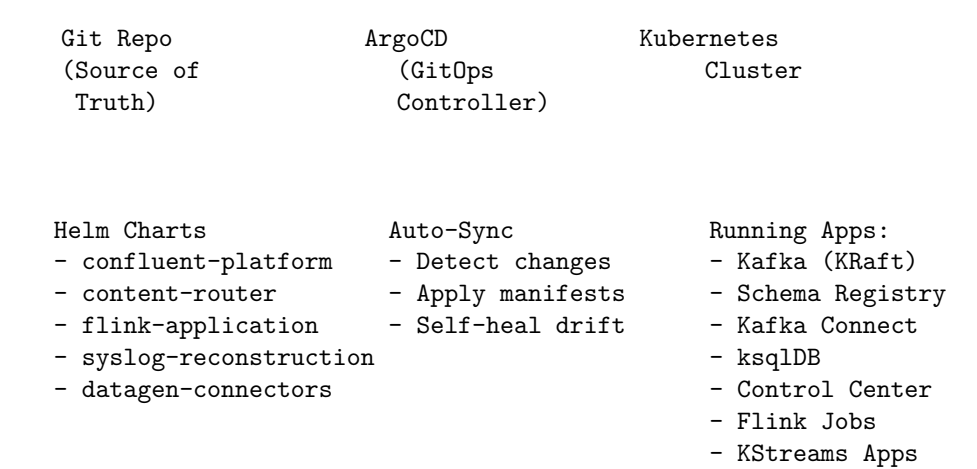 Git Repo
(Source of
Truth)
ArgoCD
(GitOps
Controller)
Kubernetes
Cluster
Helm Charts
- confluent-platform
- content-router
- flink-application
- syslog-reconstruction
- datagen-connectors
Auto-Sync
- Detect changes
- Apply manifests
- Self-heal drift
Running Apps:
- Kafka (KRaft)
- Schema Registry
- Kafka Connect
- ksqlDB
- Control Center
- Flink Jobs
- KStreams Apps